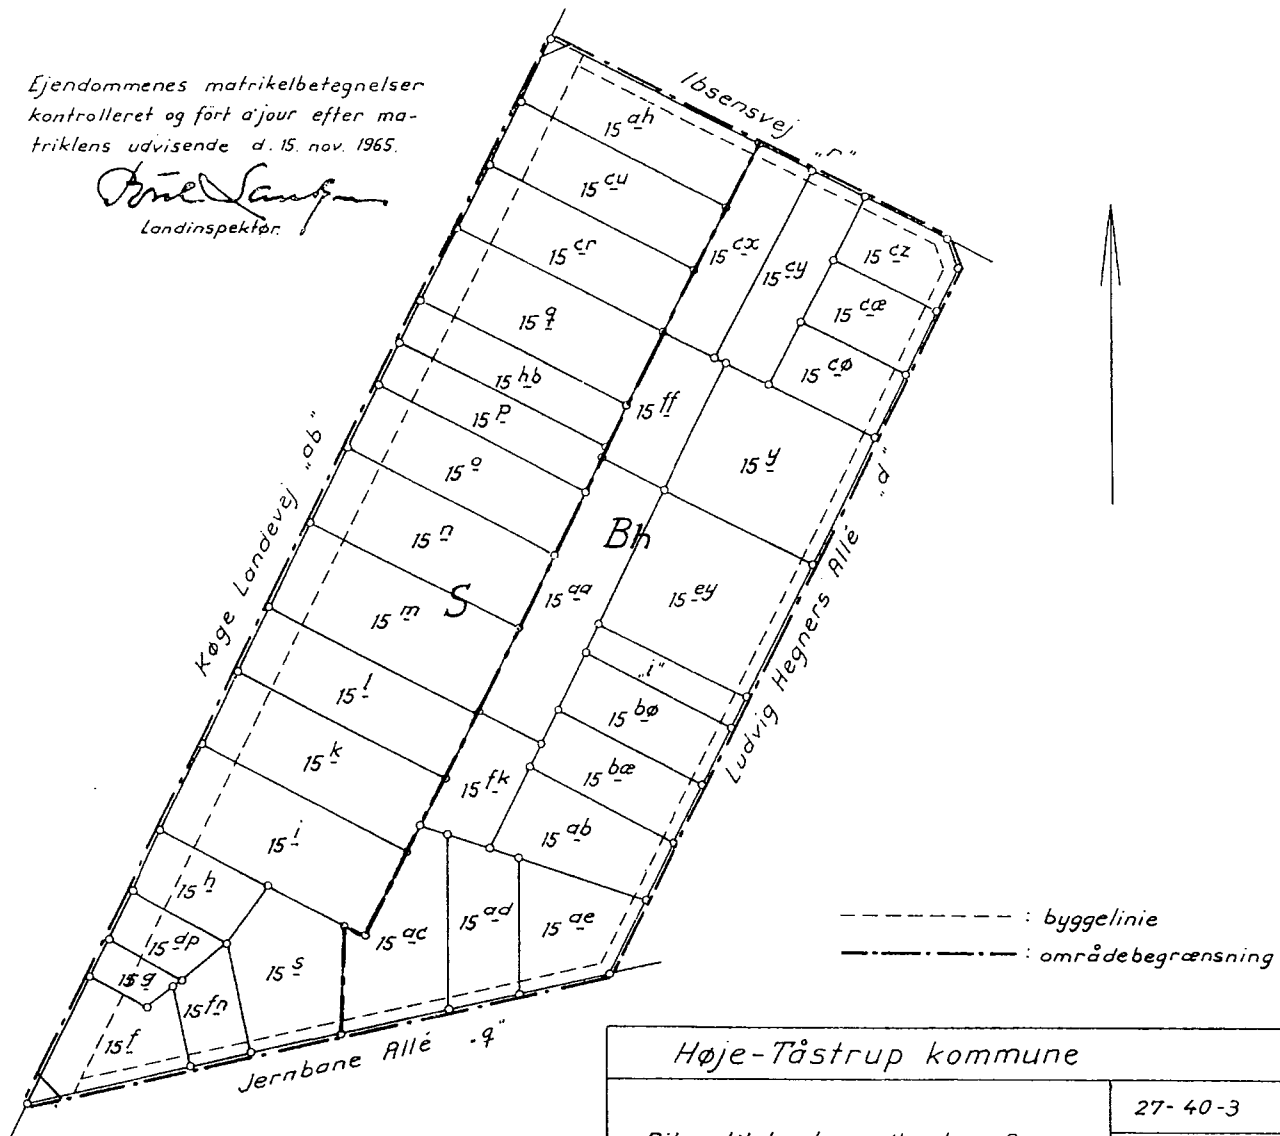 Ejendommenes matrikelbetegnelser
kontrolleret og ført a'jour efter ma-
triklens udvisende d. 15. nov. 1965.
Landinspektør.
Ibsensvej „r"
15 ah
15 cu
15 cr
15 cx
15 cy
15 cz
15 cæ
15 cø
15 q
15 hb
15 p
15 ff
15 o
15 y
15 n
Bh
15 m
S
15 aa
15 ey
Køge Landevej „ab"
Ludvig Hegners Allé „d"
15 l
„i"
15 bø
15 k
15 fk
15 bæ
15 i
15 ab
15 h
15 ac
15 ad
15 ae
15 dp
15 s
15 g
15 fn
15 f
Jernbane Allé „q"
: byggelinie
: områdebegrænsning
Høje-Tåstrup kommune
27-40-3